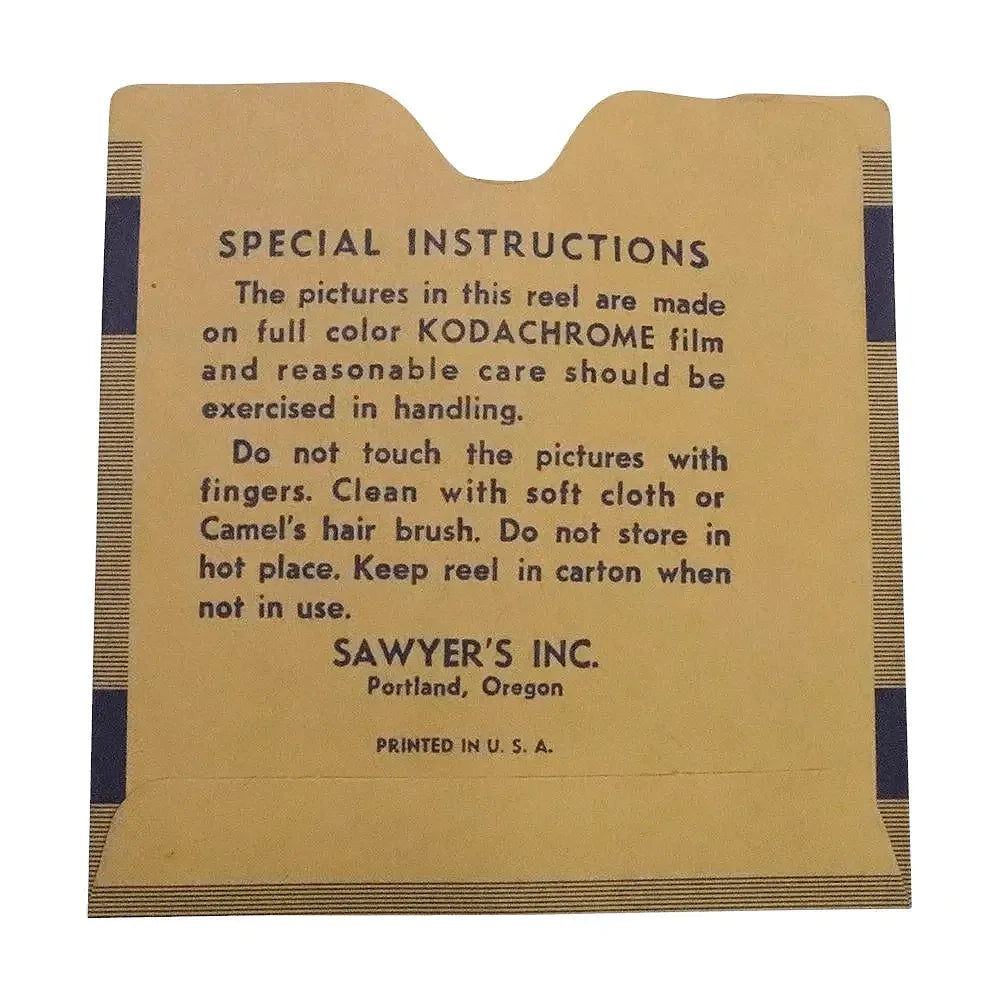 SPECIAL INSTRUCTIONS
The pictures in this reel are made
on full color KODACHROME film
and reasonable care should be
exercised in handling.
Do not touch the pictures with
fingers. Clean with soft cloth or
Camel's hair brush. Do not store in
hot place. Keep reel in carton when
not in use.
SAWYER'S INC.
Portland, Oregon
PRINTED IN U. S. A.